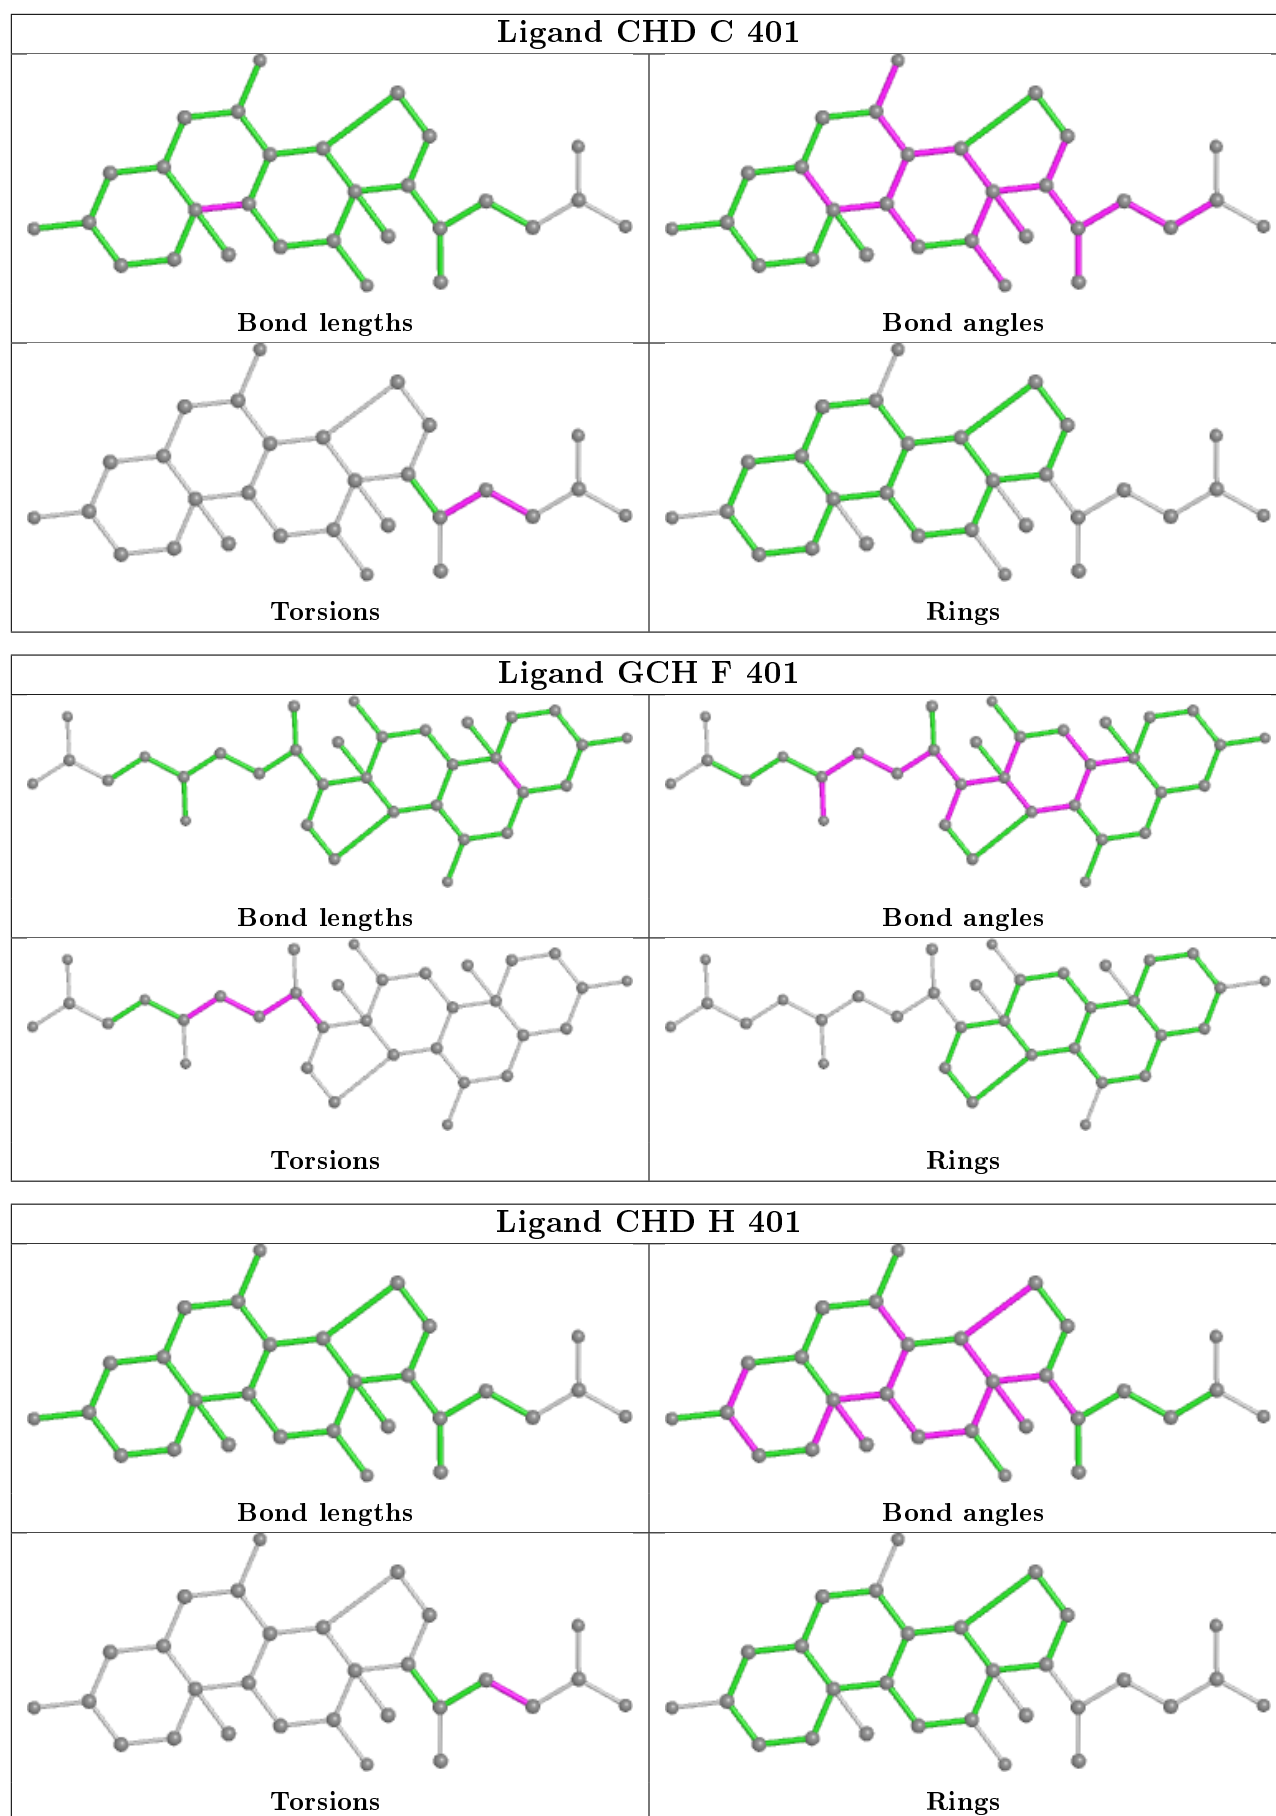 Ligand CHD C 401
Bond lengths
Bond angles
Torsions
Rings
Ligand GCH F 401
Bond lengths
Bond angles
Torsions
Rings
Ligand CHD H 401
Bond lengths
Bond angles
Torsions
Rings